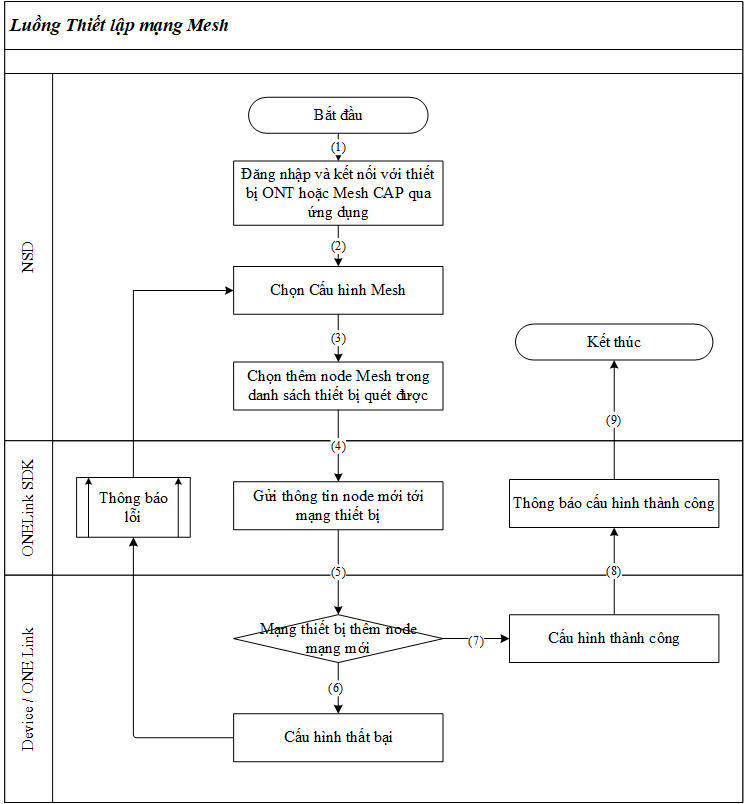 Luồng Thiết lập mạng Mesh
NSD
Bắt đầu
(1)
Đăng nhập và kết nối với thiết
bị ONT hoặc Mesh CAP qua
ứng dụng
(2)
Chọn Cấu hình Mesh
(3)
Chọn thêm node Mesh trong
danh sách thiết bị quét được
Kết thúc
(9)
(4)
ONELink SDK
Thông báo
lỗi
Gửi thông tin node mới tới
mạng thiết bị
Thông báo cấu hình thành công
(5)
(8)
Device / ONE Link
Mạng thiết bị thêm node
mạng mới
(7)
Cấu hình thành công
(6)
Cấu hình thất bại